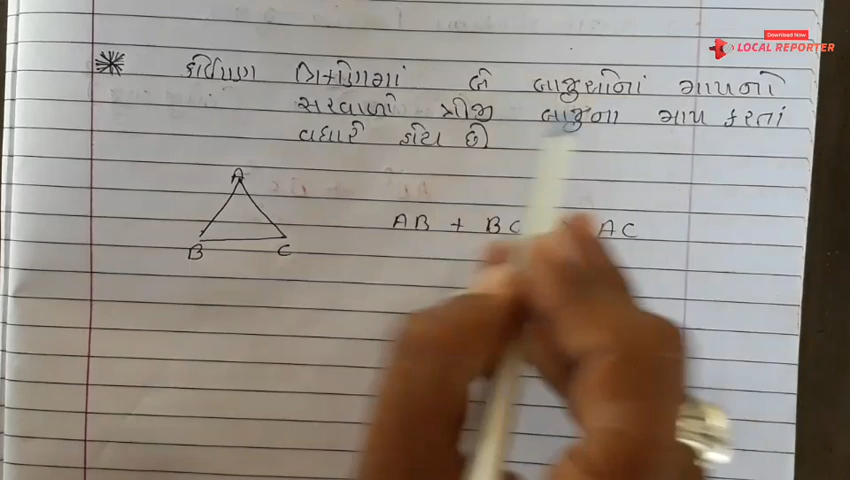 Download Now
LOCAL REPORTER
કોઈપણ ત્રિકોણમાં બે બાજુઓનાં માપનો
સરવાળો ત્રીજી બાજુના માપ કરતાં
વધારે હોય છે
A
B C
AB + BC AC